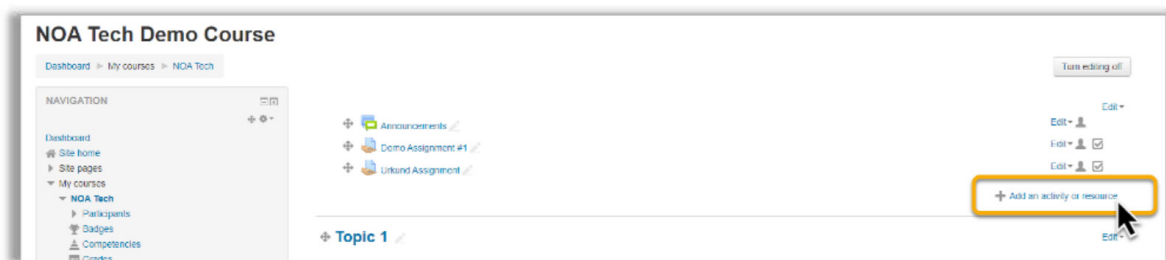 NOA Tech Demo Course
Dashboard My courses NOA Tech
Turn editing off
NAVIGATION
Dashboard
Site home
Site pages
My courses
NOA Tech
Participants
Badges
Competencies
Grades
Edit
Announcements Edit
Demo Assignment #1 Edit
Urkund Assignment Edit
Add an activity or resource
Topic 1 Edit